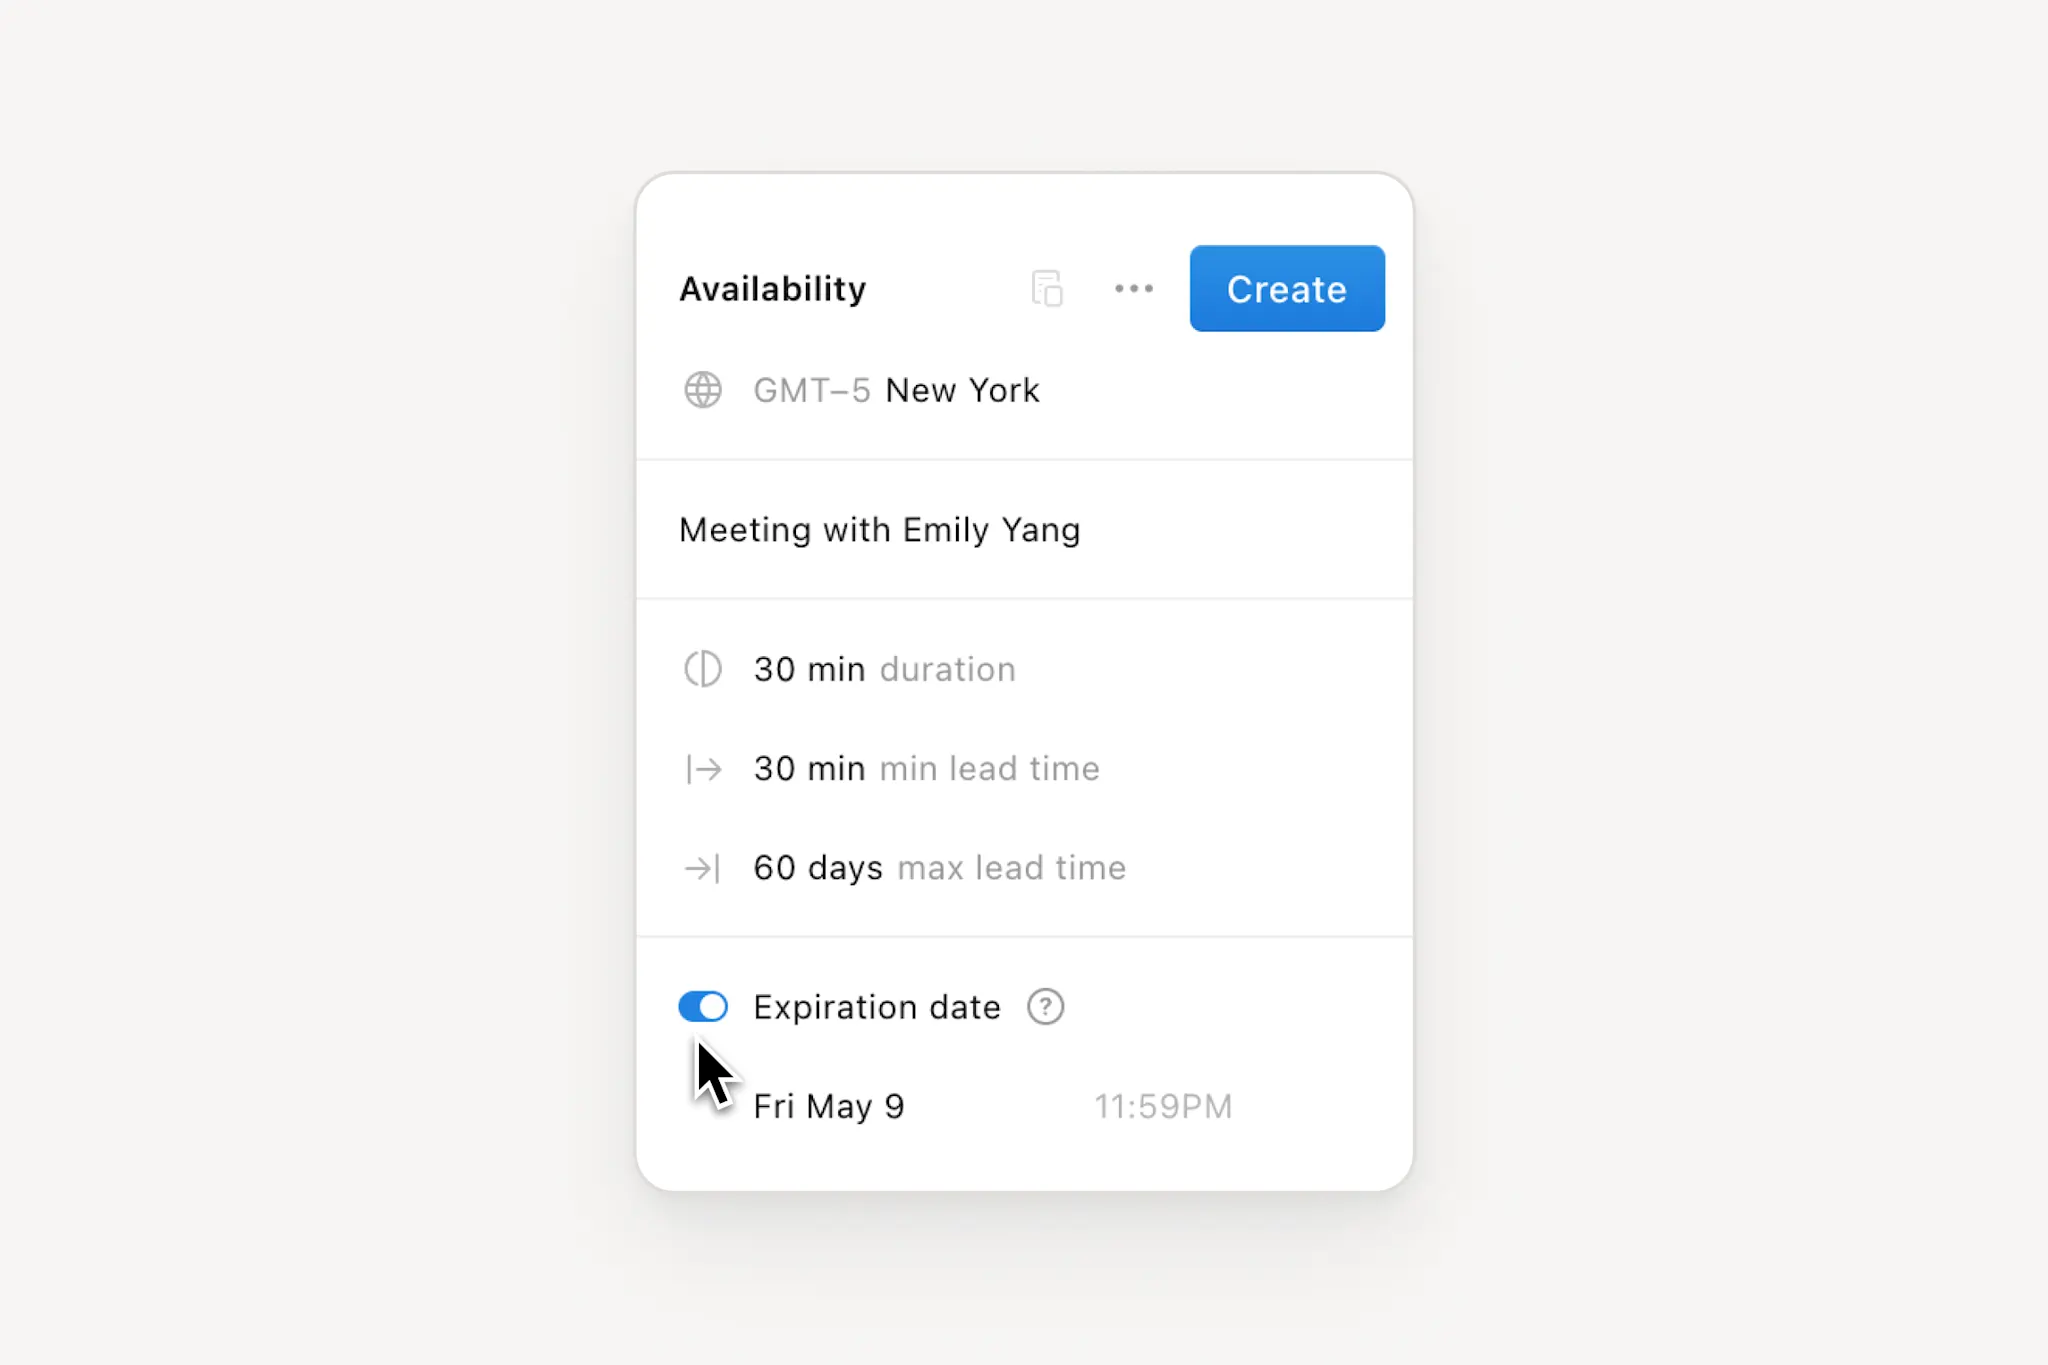 Availability ... Create
GMT–5 New York
Meeting with Emily Yang
30 min duration
30 min min lead time
60 days max lead time
Expiration date ?
Fri May 9 11:59PM